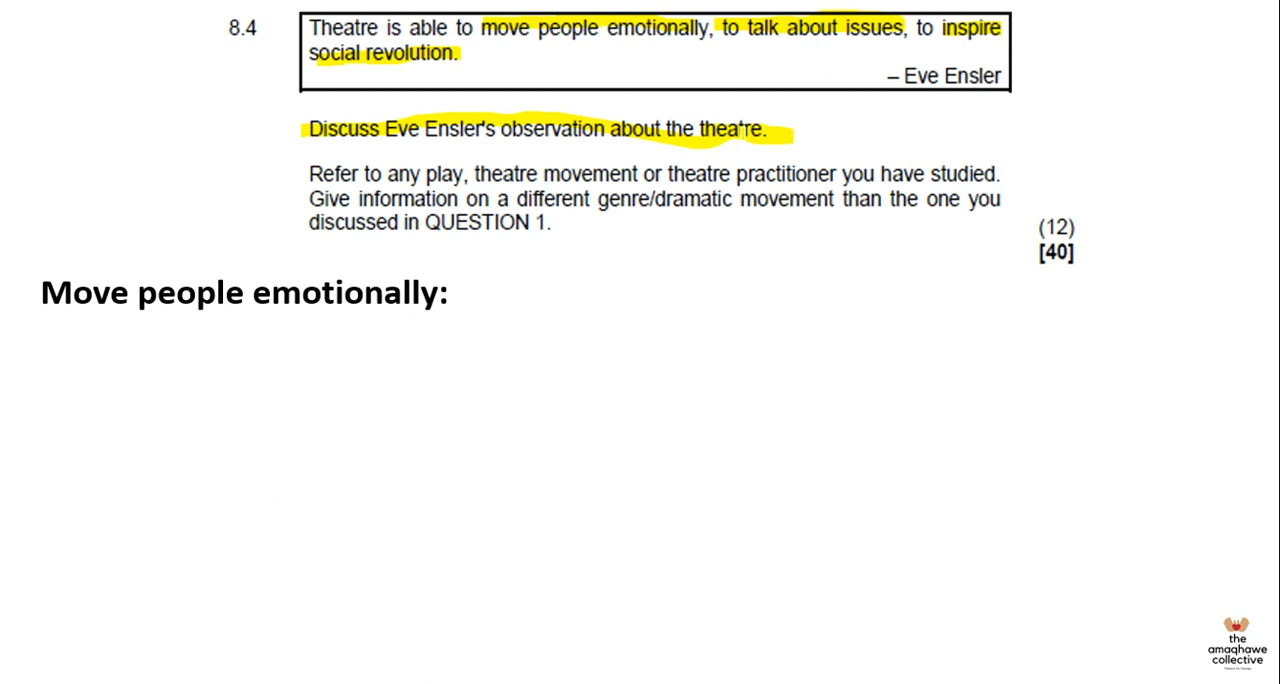 8.4
Theatre is able to move people emotionally, to talk about issues, to inspire
social revolution.
– Eve Ensler
Discuss Eve Ensler's observation about the theatre.
Refer to any play, theatre movement or theatre practitioner you have studied.
Give information on a different genre/dramatic movement than the one you
discussed in QUESTION 1.
(12)
[40]
Move people emotionally:
the
amaqhawe
collective